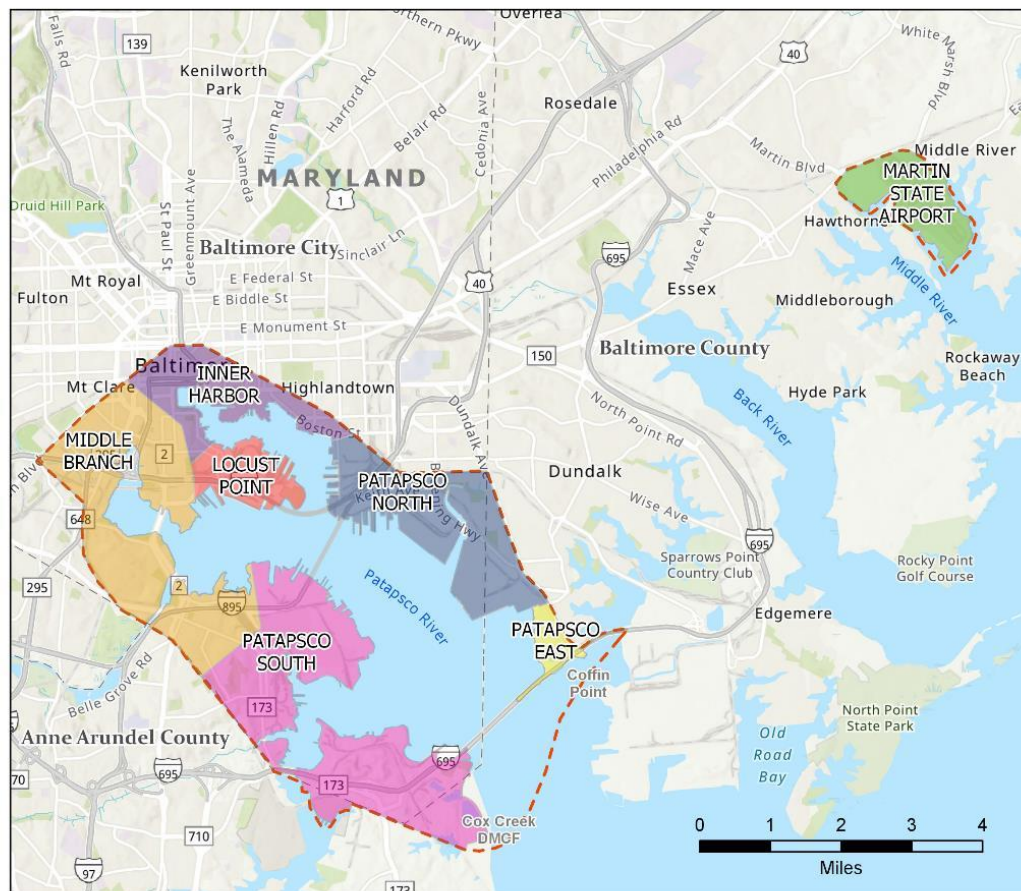 Overlea
Northern Pkwy
139
40
White Marsh Blvd
Falls Rd
Kenilworth
Park
Harford Rd
Belair Rd
Cedonia Ave
Rosedale
Hillen Rd
The Alameda
Philadelphia Rd
Martin Blvd
Middle River
MARTIN
STATE
AIRPORT
MARYLAND
1
Druid Hill Park
Greenmount Ave
St Paul St
Hawthorne
Baltimore City
Sinclair Ln
695
Mace Ave
Mt Royal
E Federal St
40
Essex
Middle River
Fulton
E Biddle St
Middleborough
E Monument St
150
Baltimore County
Rockaway
Beach
Baltimore
INNER
HARBOR
Mt Clare
Highlandtown
Hyde Park
Back River
Boston St
Dundalk Ave
North Point Rd
MIDDLE
BRANCH
2
LOCUST
POINT
PATAPSCO
NORTH
Dundalk
Keith Ave
Broening Hwy
Wise Ave
648
695
Sparrows Point
Country Club
Rocky Point
Golf Course
295
2
895
Patapsco River
Edgemere
PATAPSCO
SOUTH
PATAPSCO
EAST
Coffin
Point
Belle Grove Rd
173
North Point
State Park
Anne Arundel County
Old
Road
Bay
695
695
70
173
Cox Creek
DMCF
710
97
173
0 1 2 3 4
Miles